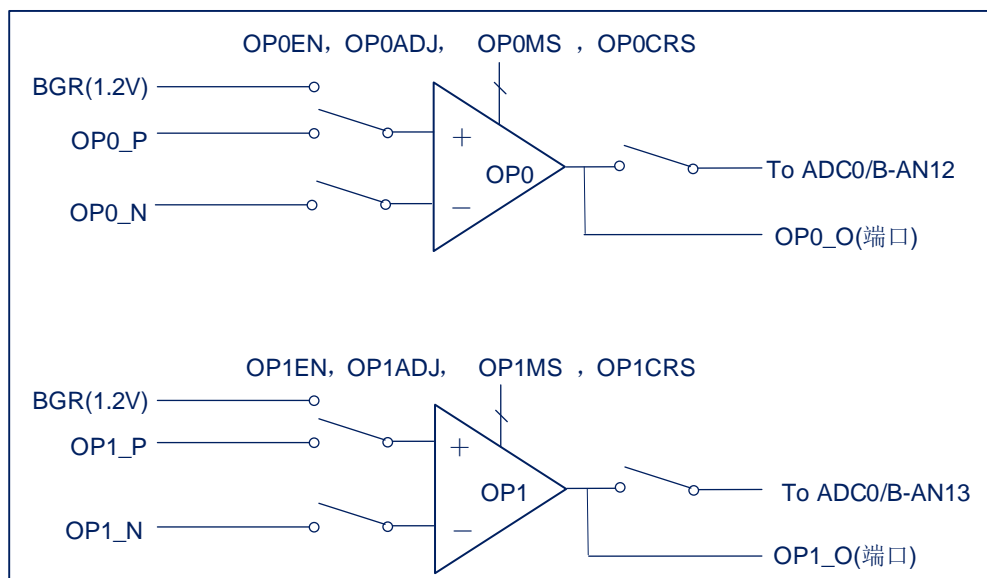 OP0EN，OP0ADJ， OP0MS ，OP0CRS
BGR(1.2V)
OP0_P
+
OP0
To ADC0/B-AN12
OP0_N
−
OP0_O(端口)
OP1EN，OP1ADJ， OP1MS ，OP1CRS
BGR(1.2V)
OP1_P
+
OP1
To ADC0/B-AN13
OP1_N
−
OP1_O(端口)